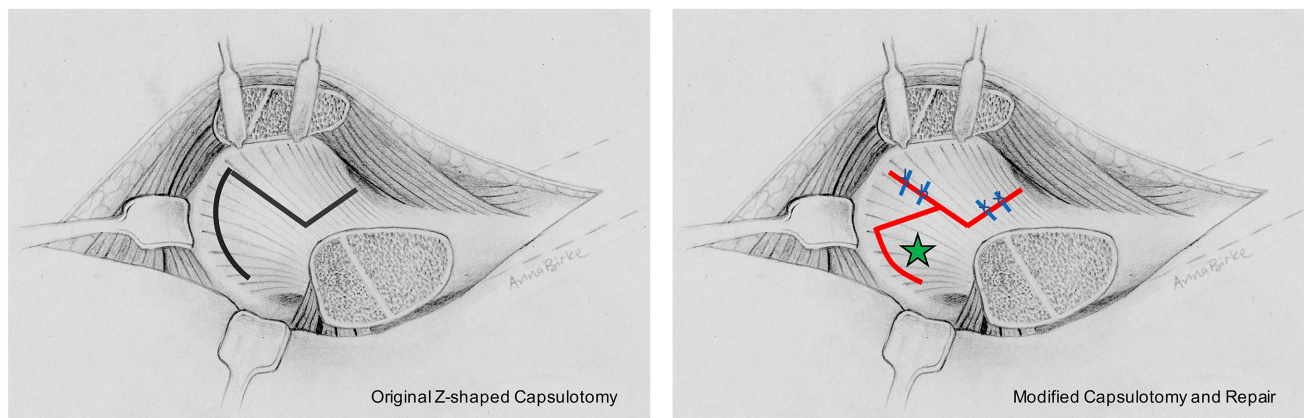 AnnaBirke
AnnaBirke
Original Z-shaped Capsulotomy
Modified Capsulotomy and Repair